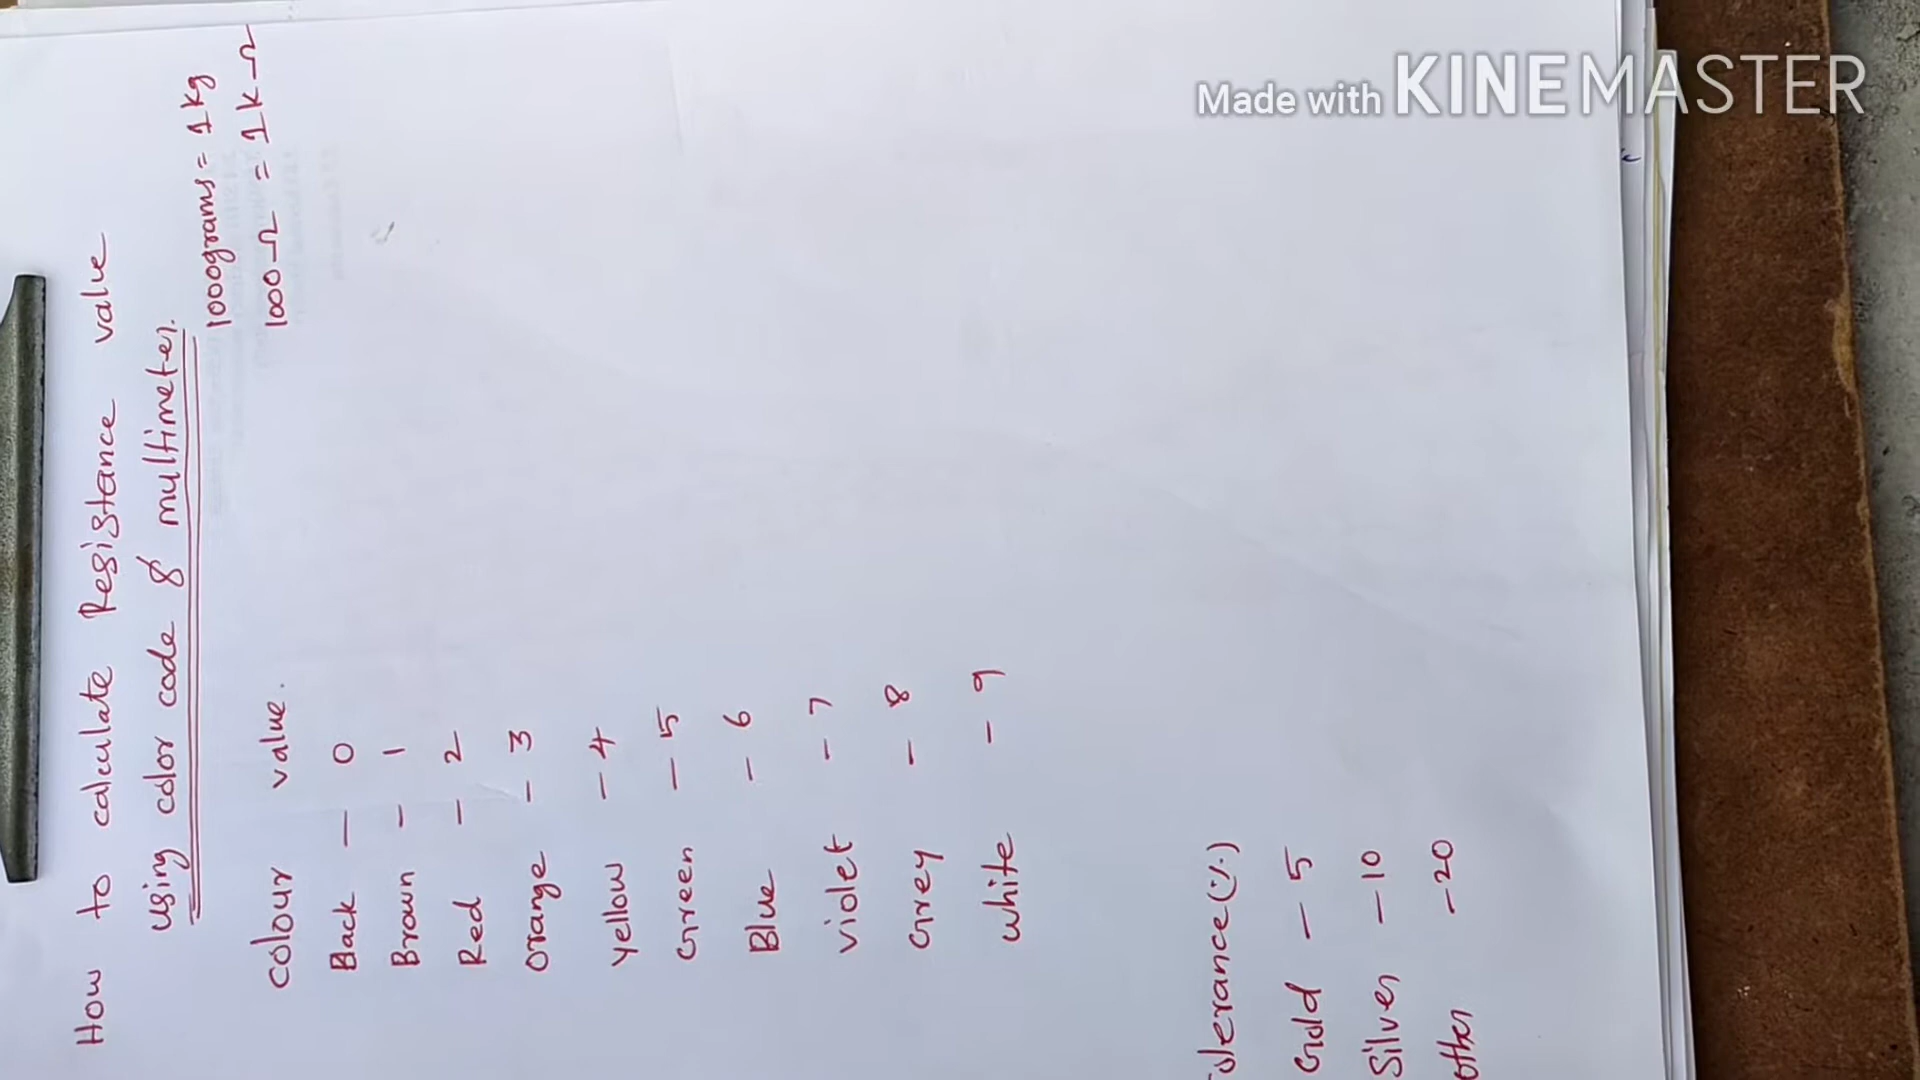 How to calculate Resistance value
using color code & multimeter.
1000grams = 1kg
1000Ω = 1kΩ
colour value.
Back - 0
Brown - 1
Red - 2
Orange - 3
Yellow - 4
Green - 5
Blue - 6
violet - 7
Grey - 8
white - 9
Tolerance(%)
Gold - 5
Silver - 10
other - 20
Made with KINEMASTER